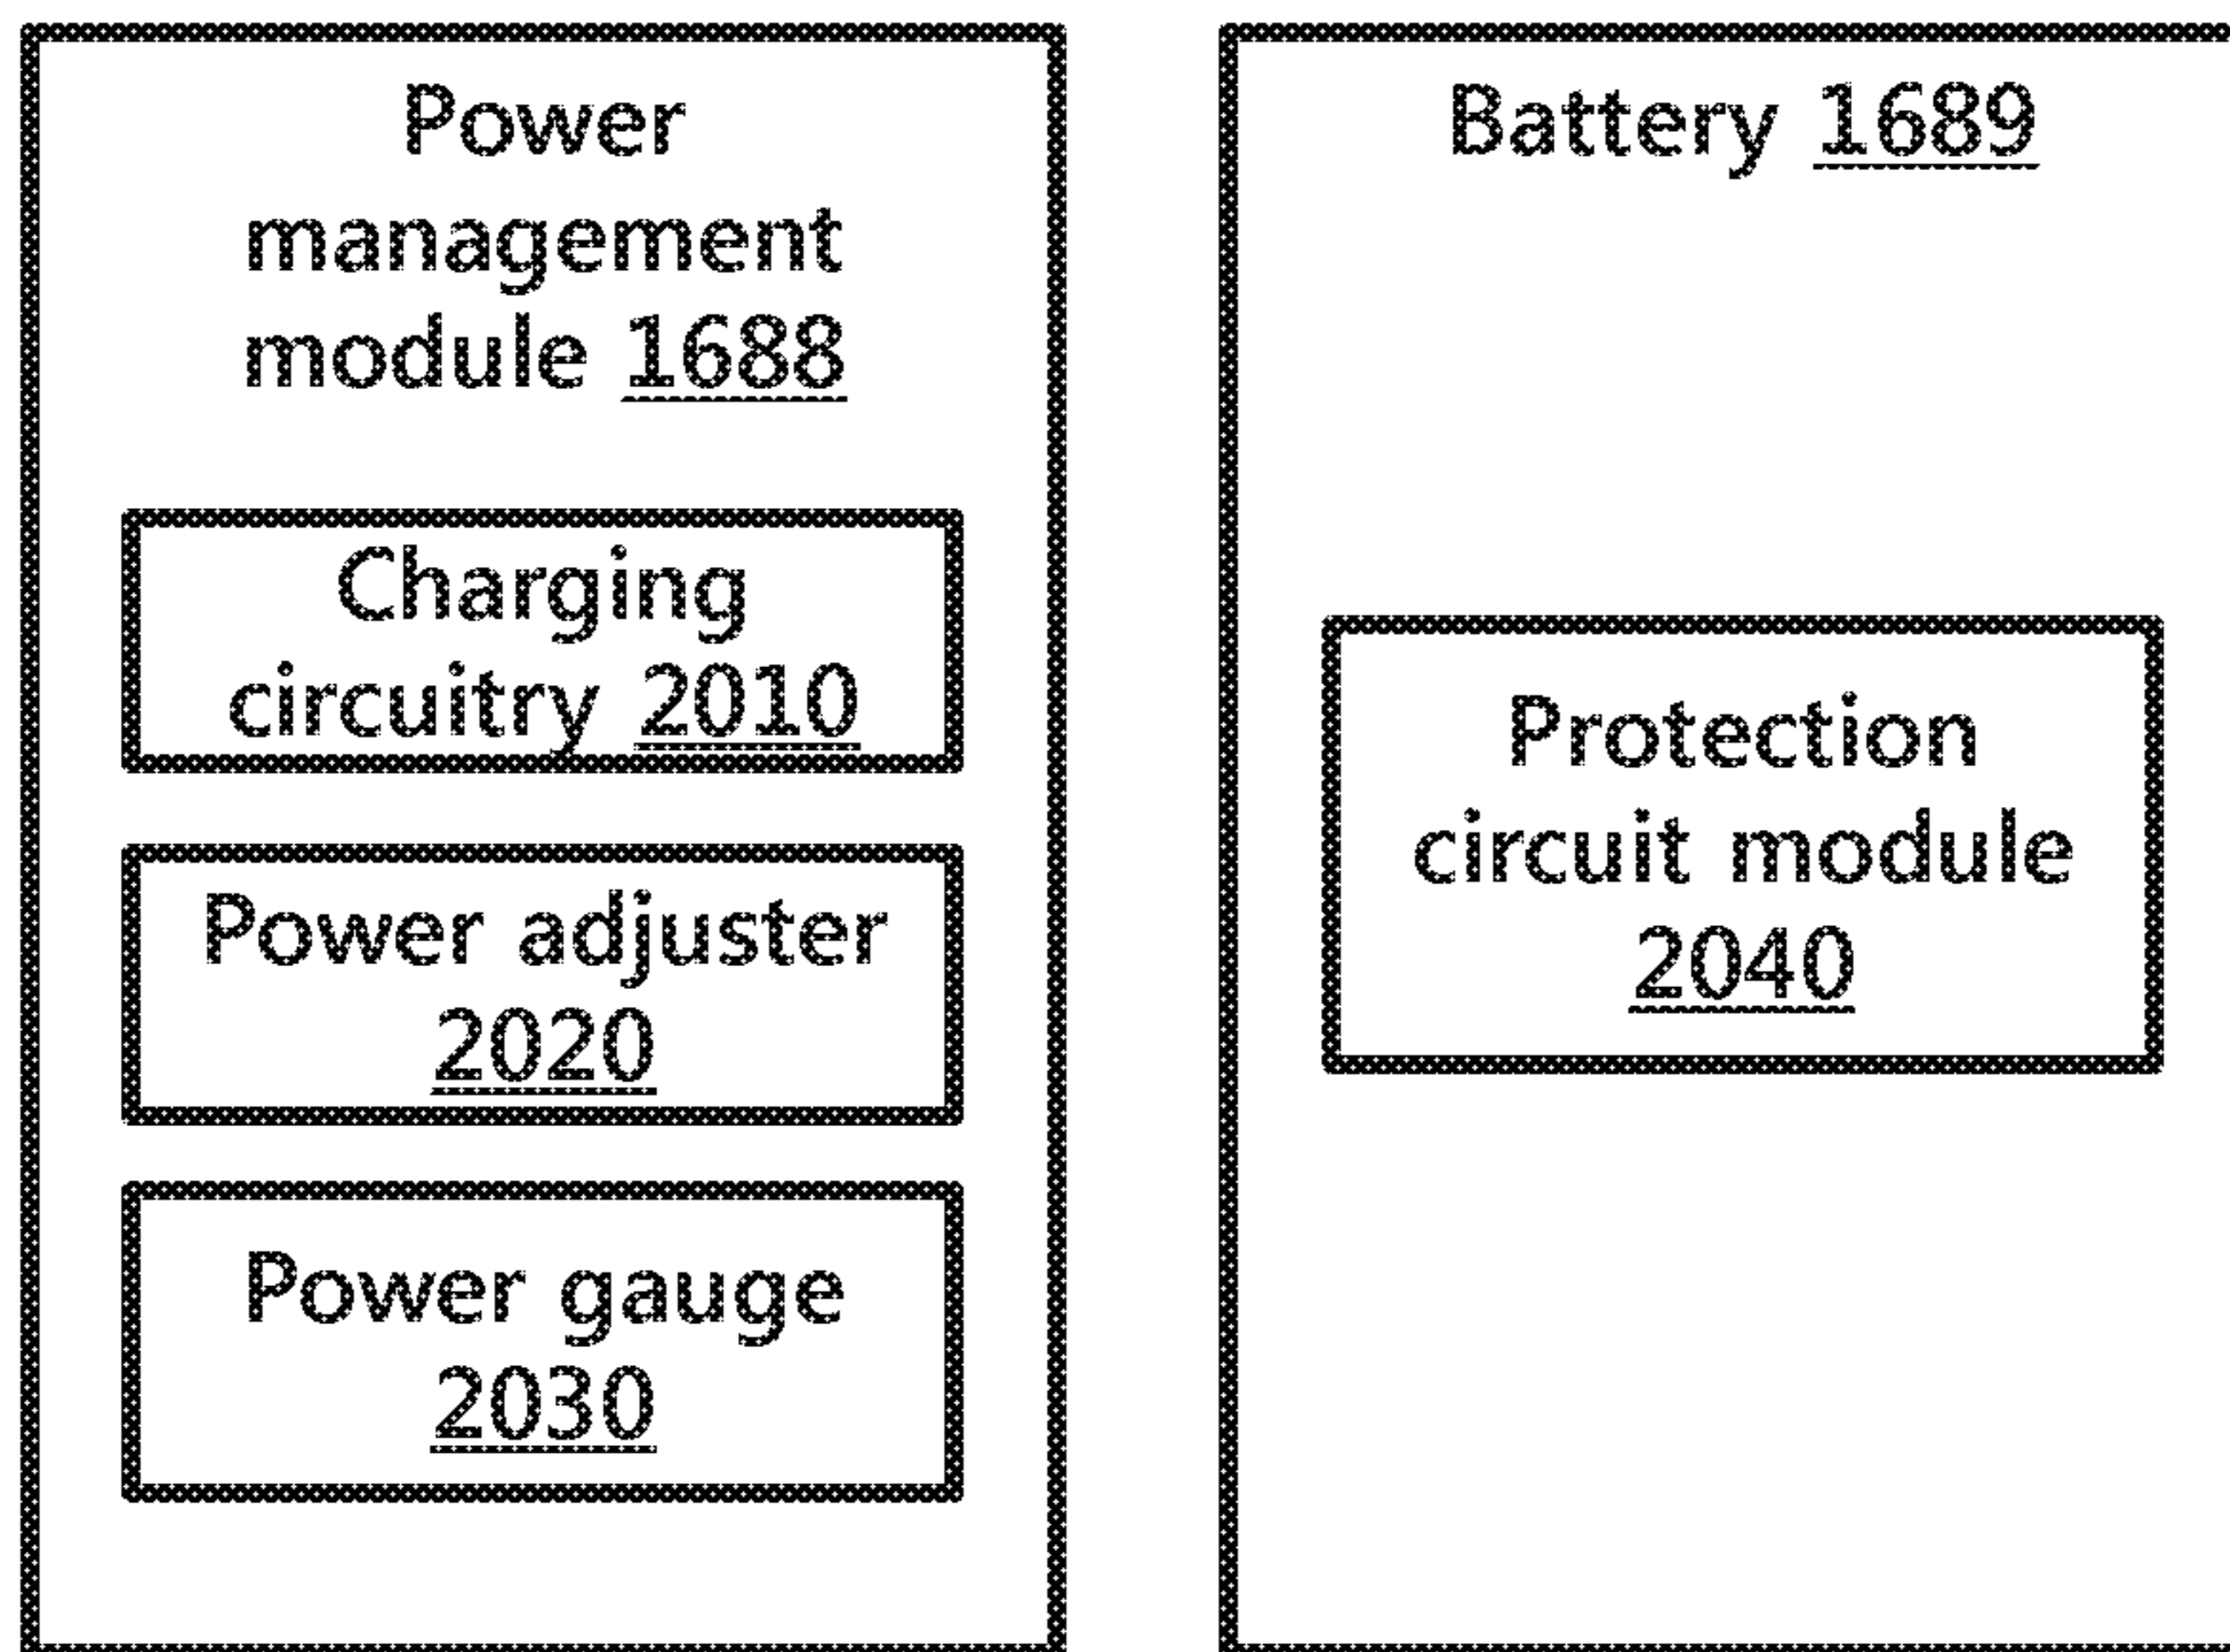 Power
management
module 1688
Charging
circuitry 2010
Power adjuster
2020
Power gauge
2030
Battery 1689
Protection
circuit module
2040